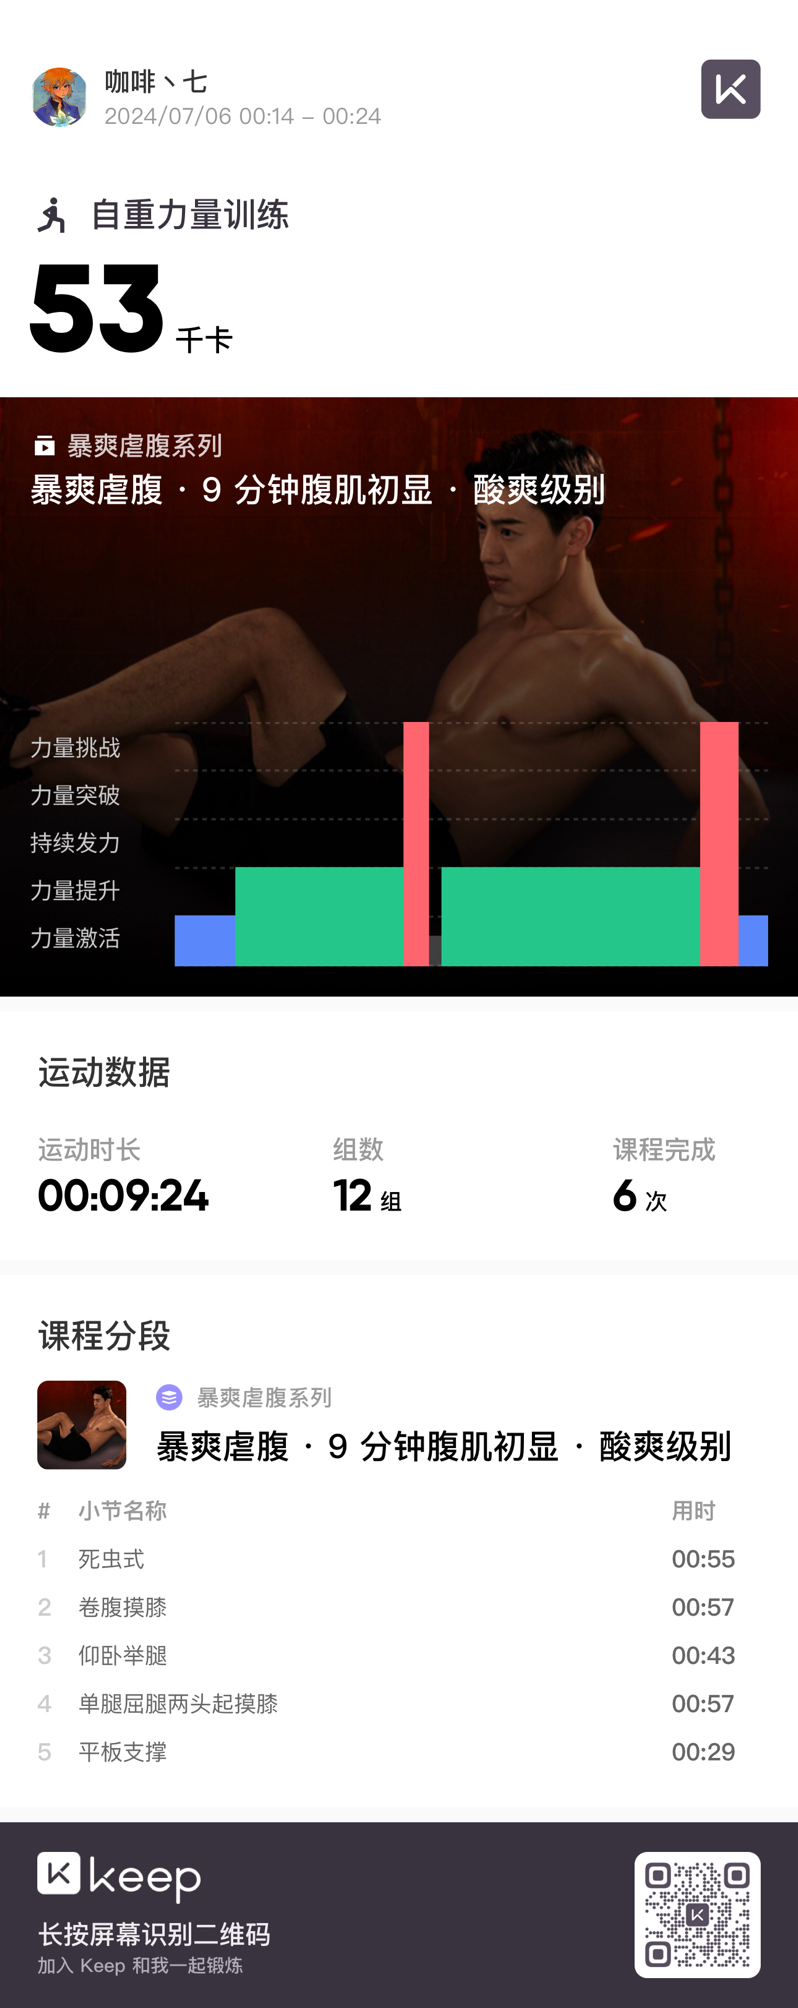 咖啡丶七
2024/07/06 00:14 – 00:24
自重力量训练
53 千卡
暴爽虐腹系列
暴爽虐腹 · 9 分钟腹肌初显 · 酸爽级别
力量挑战
力量突破
持续发力
力量提升
力量激活
运动数据
运动时长 组数 课程完成
00:09:24 12 组 6 次
课程分段
暴爽虐腹系列
暴爽虐腹 · 9 分钟腹肌初显 · 酸爽级别
# 小节名称 用时
1 死虫式 00:55
2 卷腹摸膝 00:57
3 仰卧举腿 00:43
4 单腿屈腿两头起摸膝 00:57
5 平板支撑 00:29
keep
长按屏幕识别二维码
加入 Keep 和我一起锻炼